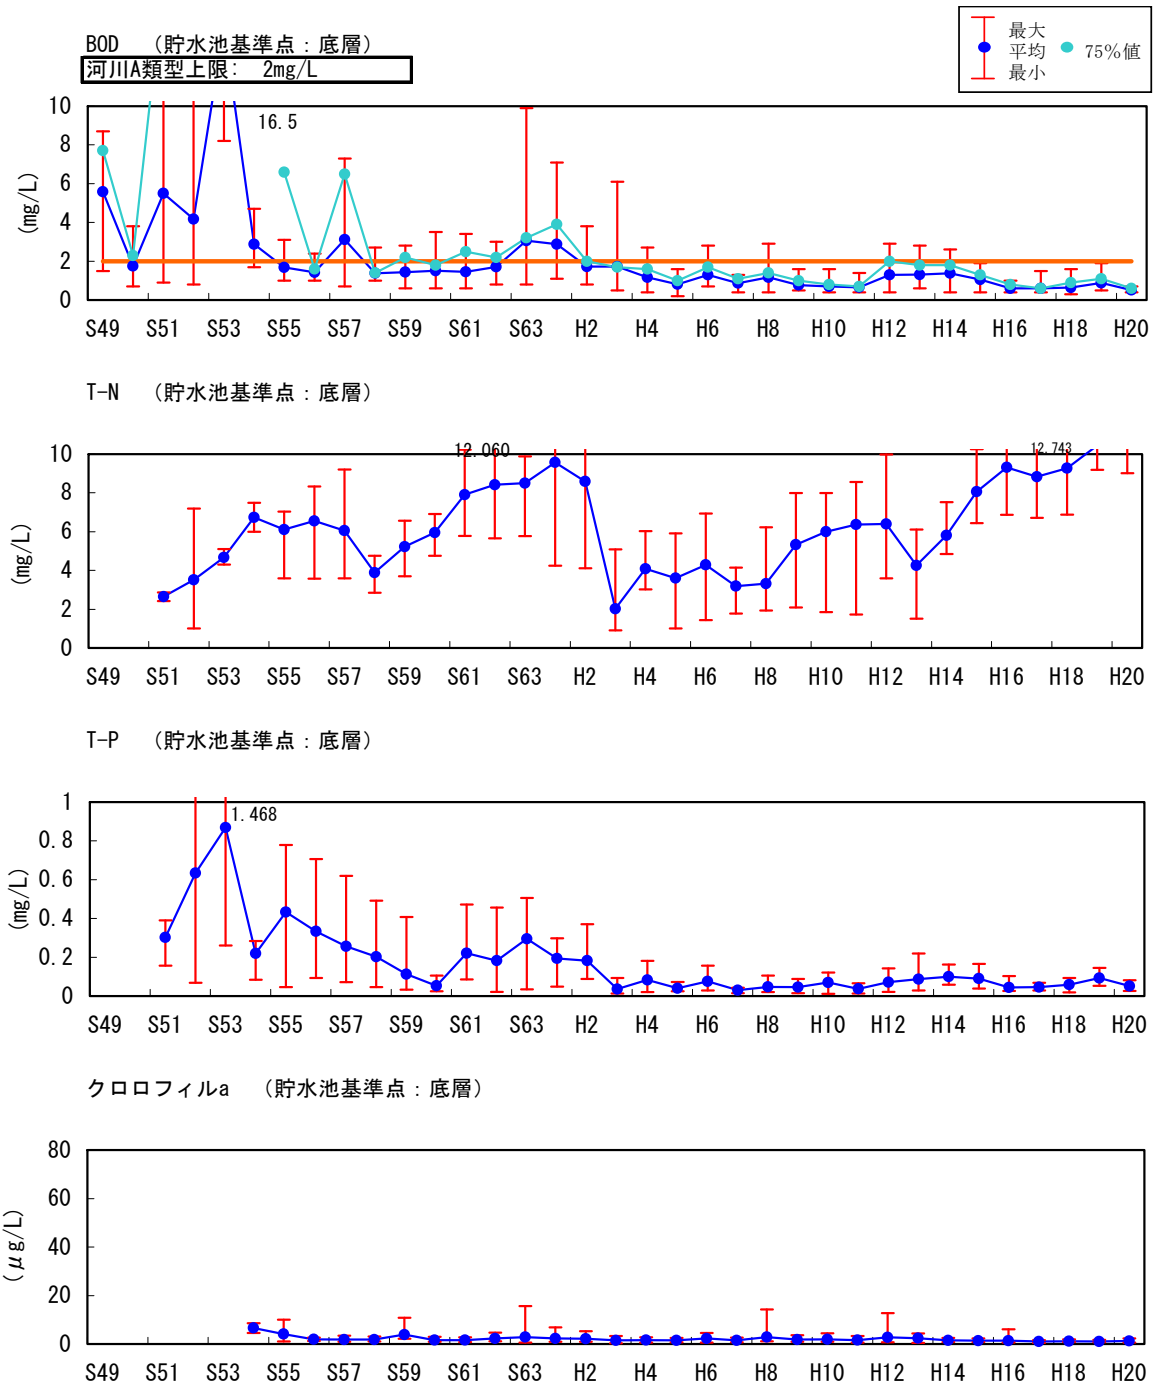 BOD （貯水池基準点：底層）
河川A類型上限： 2mg/L
最大
平均
最小
75%値
(mg/L)
10
8
6
4
2
0
16.5
S49 S51 S53 S55 S57 S59 S61 S63 H2 H4 H6 H8 H10 H12 H14 H16 H18 H20
T-N （貯水池基準点：底層）
(mg/L)
10
8
6
4
2
0
12.060
12.743
S49 S51 S53 S55 S57 S59 S61 S63 H2 H4 H6 H8 H10 H12 H14 H16 H18 H20
T-P （貯水池基準点：底層）
(mg/L)
1
0.8
0.6
0.4
0.2
0
1.468
S49 S51 S53 S55 S57 S59 S61 S63 H2 H4 H6 H8 H10 H12 H14 H16 H18 H20
クロロフィルa （貯水池基準点：底層）
(μg/L)
80
60
40
20
0
S49 S51 S53 S55 S57 S59 S61 S63 H2 H4 H6 H8 H10 H12 H14 H16 H18 H20